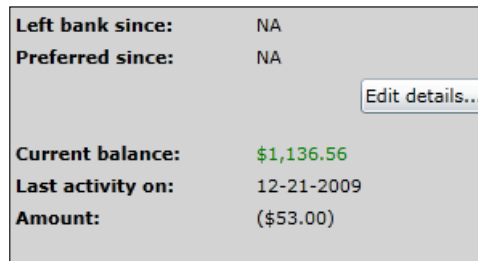 Left bank since: NA
Preferred since: NA
Edit details...
Current balance: $1,136.56
Last activity on: 12-21-2009
Amount: ($53.00)